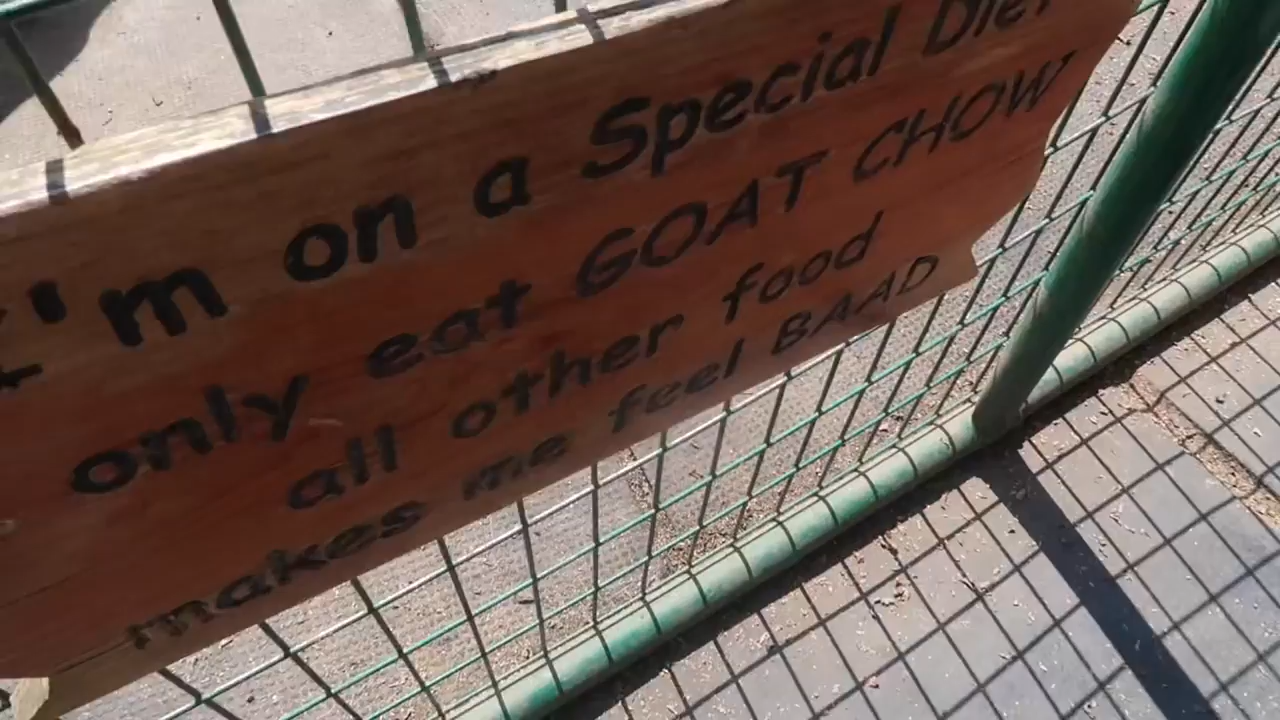 I'm on a Special Diet
only eat GOAT CHOW
all other food
makes me feel BAAD